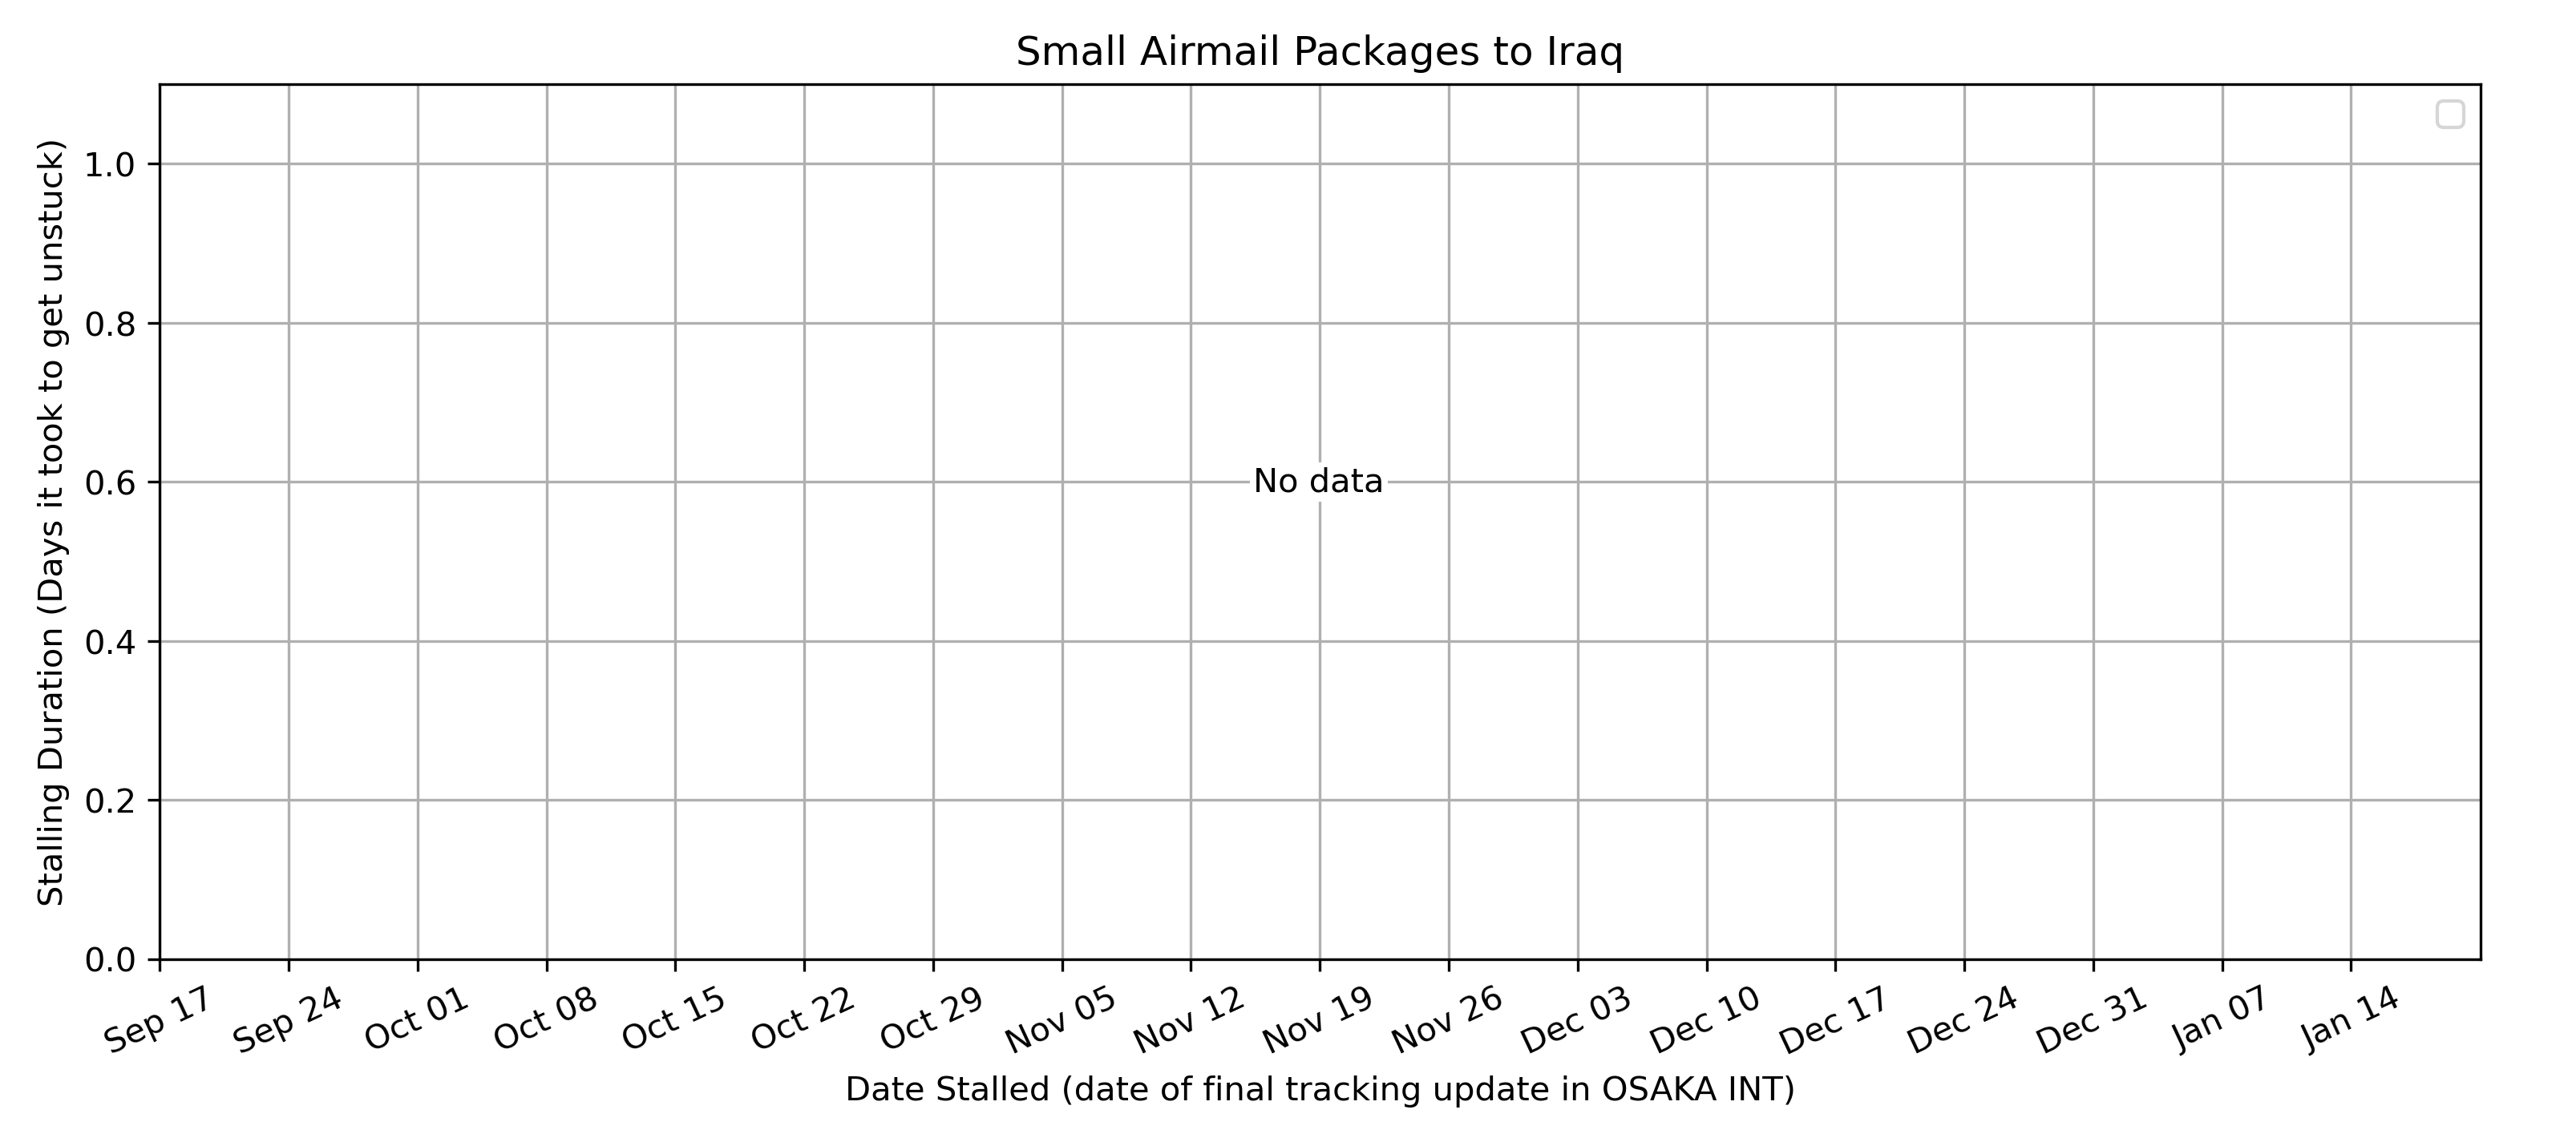 Small Airmail Packages to Iraq
Stalling Duration (Days it took to get unstuck)
1.0
0.8
0.6
0.4
0.2
0.0
No data
Sep 17
Sep 24
Oct 01
Oct 08
Oct 15
Oct 22
Oct 29
Nov 05
Nov 12
Nov 19
Nov 26
Dec 03
Dec 10
Dec 17
Dec 24
Dec 31
Jan 07
Jan 14
Date Stalled (date of final tracking update in OSAKA INT)